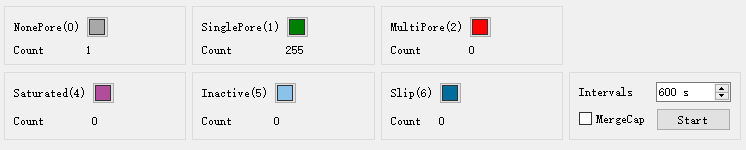 NonePore(0) SinglePore(1) MultiPore(2)
Count 1 Count 255 Count 0
Saturated(4) Inactive(5) Slip(6) Intervals 600 s
Count 0 Count 0 Count 0 MergeCap Start